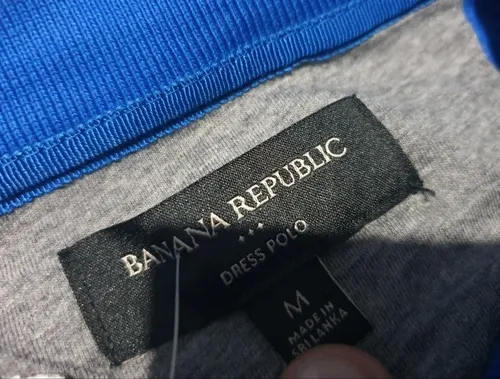 BANANA REPUBLIC
DRESS POLO
M
MADE IN
SRI LANKA